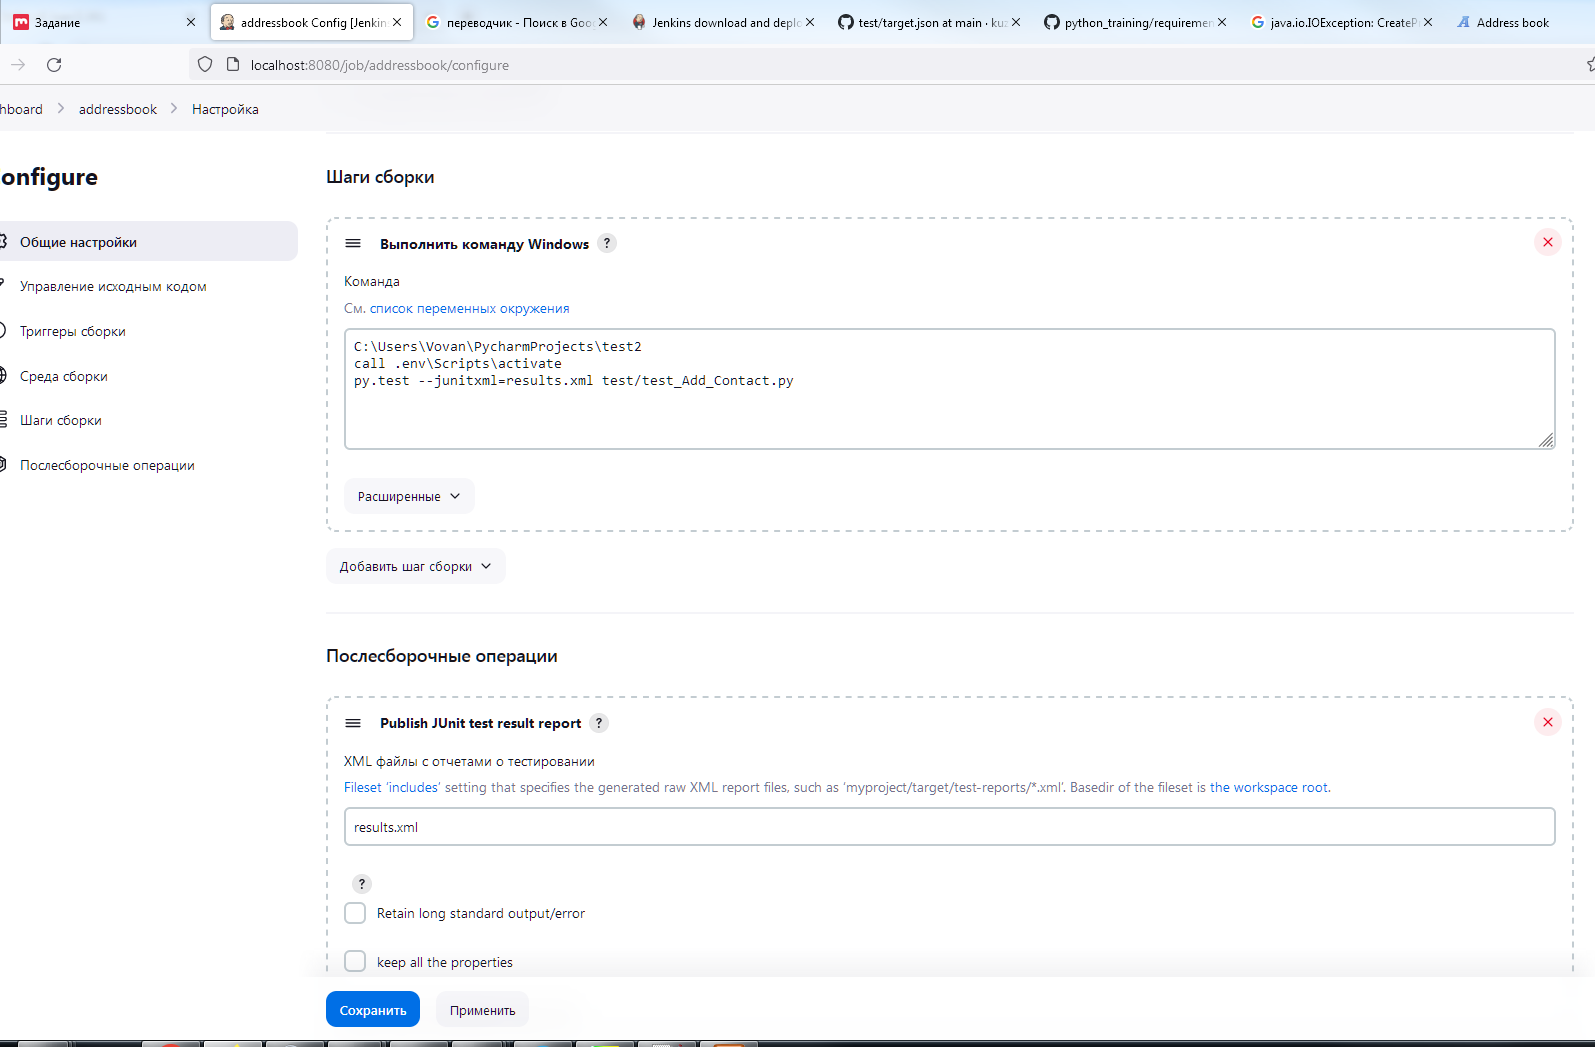 Задание
addressbook Config [Jenkins
переводчик - Поиск в Goog
Jenkins download and deplo
test/target.json at main · kuz
python_training/requiremen
java.io.IOException: CreateP
Address book
localhost:8080/job/addressbook/configure
hboard
addressbook
Настройка
onfigure
Общие настройки
Управление исходным кодом
Триггеры сборки
Среда сборки
Шаги сборки
Послесборочные операции
Шаги сборки
Выполнить команду Windows ?
Команда
См. список переменных окружения
C:\Users\Vovan\PycharmProjects\test2
call .env\Scripts\activate
py.test --junitxml=results.xml test/test_Add_Contact.py
Расширенные
Добавить шаг сборки
Послесборочные операции
Publish JUnit test result report ?
XML файлы с отчетами о тестировании
Fileset 'includes' setting that specifies the generated raw XML report files, such as 'myproject/target/test-reports/*.xml'. Basedir of the fileset is the workspace root.
results.xml
?
Retain long standard output/error
keep all the properties
Сохранить
Применить